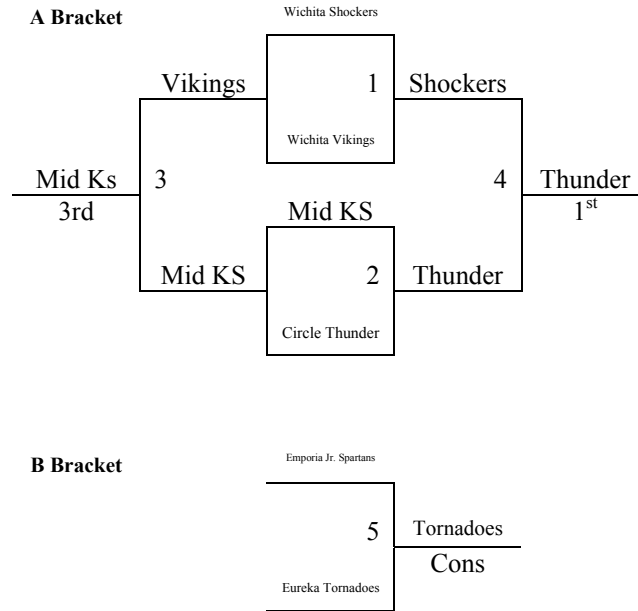 A Bracket
Wichita Shockers
Vikings
1
Shockers
Wichita Vikings
Mid Ks
3
4
Thunder
3rd
Mid KS
1st
Mid KS
2
Thunder
Circle Thunder
B Bracket
Emporia Jr. Spartans
5
Tornadoes
Cons
Eureka Tornadoes